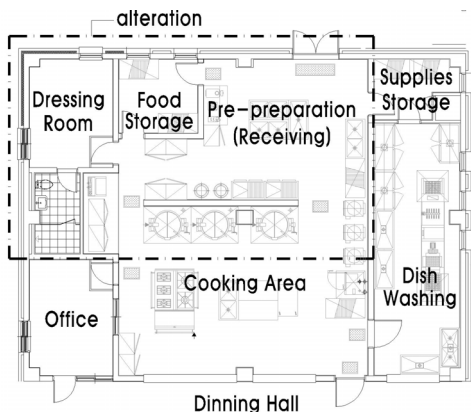 alteration
Dressing
Room
Food
Storage
Pre-preparation
(Receiving)
Supplies
Storage
Cooking Area
Office
Dish
Washing
Dinning Hall